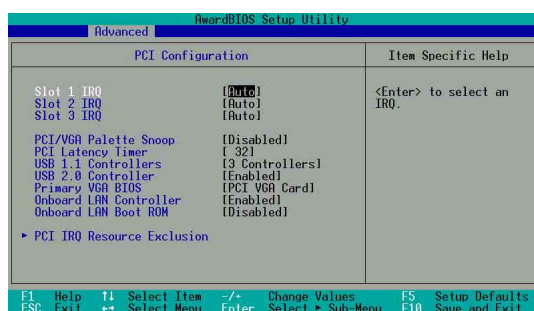 AwardBIOS Setup Utility
Advanced
PCI Configuration
Item Specific Help
Slot 1 IRQ [Auto]
Slot 2 IRQ [Auto]
Slot 3 IRQ [Auto]
<Enter> to select an
IRQ.
PCI/VGA Palette Snoop [Disabled]
PCI Latency Timer [ 32]
USB 1.1 Controllers [3 Controllers]
USB 2.0 Controller [Enabled]
Primary VGA BIOS [PCI VGA Card]
Onboard LAN Controller [Enabled]
Onboard LAN Boot ROM [Disabled]
► PCI IRQ Resource Exclusion
F1 Help ↑↓ Select Item -/+ Change Values F5 Setup Defaults
ESC Exit ←→ Select Menu Enter Select ► Sub-Menu F10 Save and Exit